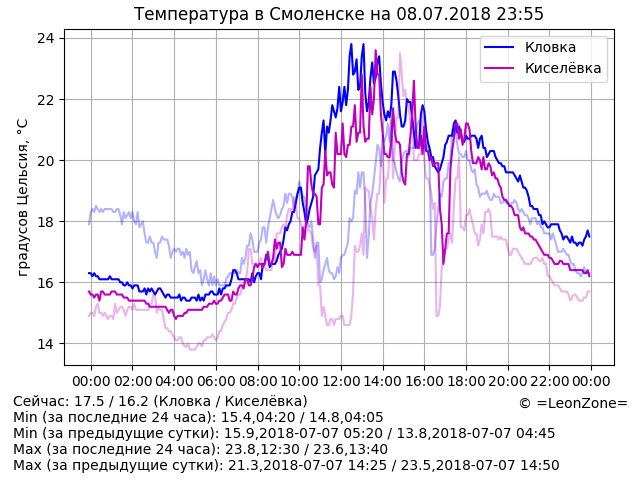 Температура в Смоленске на 08.07.2018 23:55
градусов Цельсия, °C
24
22
20
18
16
14
Кловка
Киселёвка
00:00 02:00 04:00 06:00 08:00 10:00 12:00 14:00 16:00 18:00 20:00 22:00 00:00
Сейчас: 17.5 / 16.2 (Кловка / Киселёвка)
© =LeonZone=
Min (за последние 24 часа): 15.4,04:20 / 14.8,04:05
Min (за предыдущие сутки): 15.9,2018-07-07 05:20 / 13.8,2018-07-07 04:45
Max (за последние 24 часа): 23.8,12:30 / 23.6,13:40
Max (за предыдущие сутки): 21.3,2018-07-07 14:25 / 23.5,2018-07-07 14:50